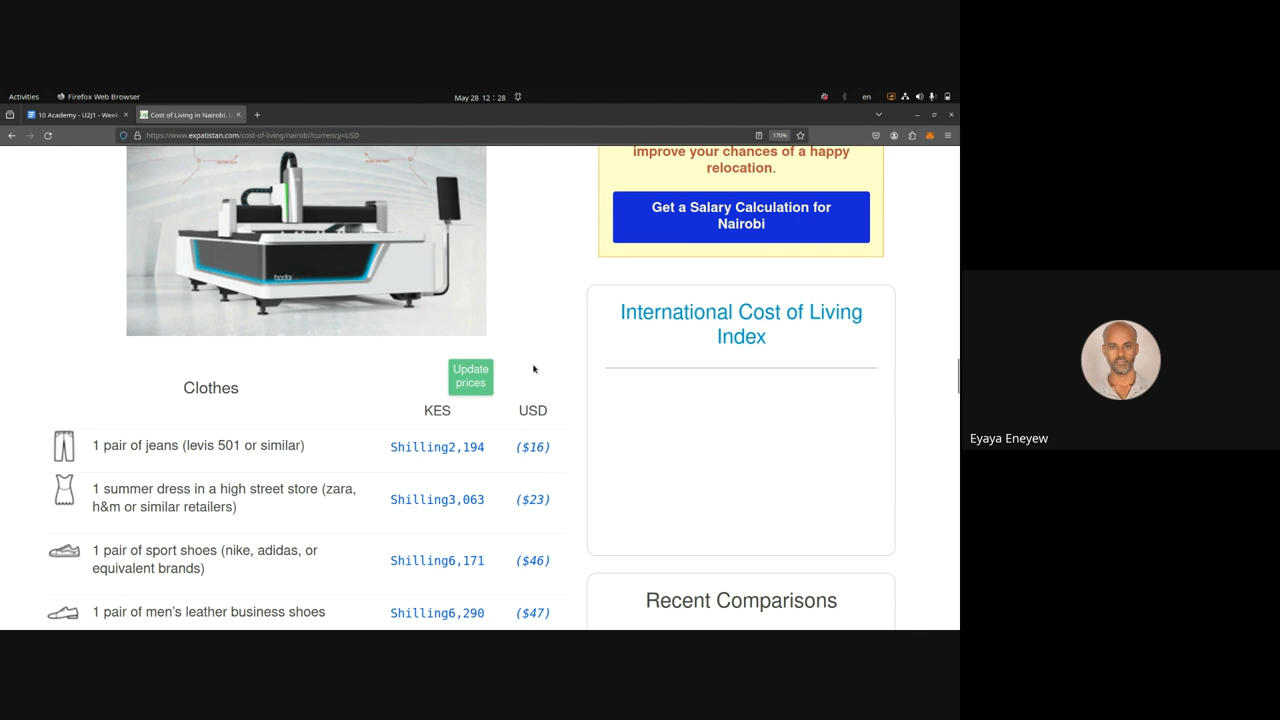 Activities
Firefox Web Browser
May 28 12 : 28
en
10 Academy - U2J1 - Wee
Cost of Living in Nairobi.
https://www.expatistan.com/cost-of-living/nairobi?currency=USD
170%
improve your chances of a happy
relocation.
Get a Salary Calculation for
Nairobi
bodor
International Cost of Living
Index
Update
prices
Clothes
KES
USD
1 pair of jeans (levis 501 or similar)
Shilling2,194
($16)
1 summer dress in a high street store (zara,
h&m or similar retailers)
Shilling3,063
($23)
1 pair of sport shoes (nike, adidas, or
equivalent brands)
Shilling6,171
($46)
1 pair of men's leather business shoes
Shilling6,290
($47)
Recent Comparisons
Eyaya Eneyew